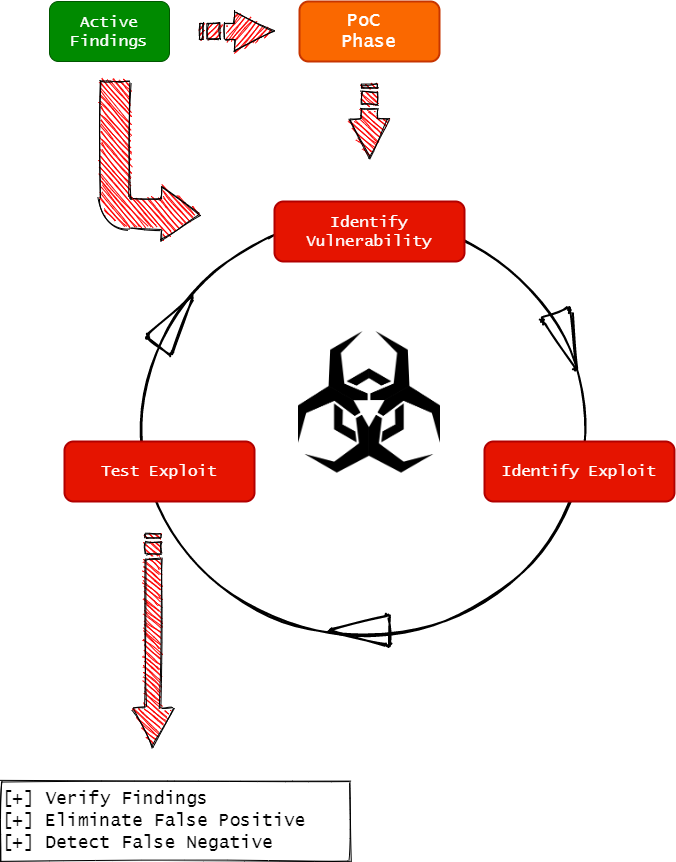 Active
Findings
PoC
Phase
Identify
Vulnerability
Test Exploit
Identify Exploit
[+] Verify Findings
[+] Eliminate False Positive
[+] Detect False Negative